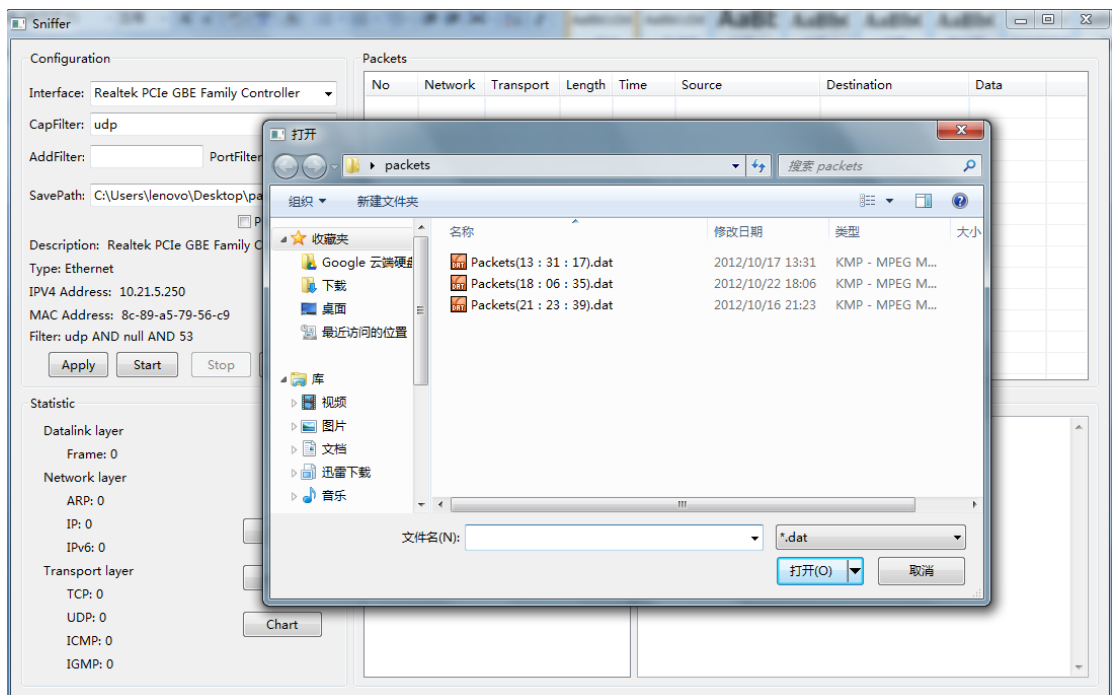 Sniffer
Configuration
Interface: Realtek PCIe GBE Family Controller
CapFilter: udp
AddFilter: PortFilter
SavePath: C:\Users\lenovo\Desktop\pa
P
Description: Realtek PCIe GBE Family C
Type: Ethernet
IPV4 Address: 10.21.5.250
MAC Address: 8c-89-a5-79-56-c9
Filter: udp AND null AND 53
Apply Start Stop
Statistic
Datalink layer
Frame: 0
Network layer
ARP: 0
IP: 0
IPv6: 0
Transport layer
TCP: 0
UDP: 0
ICMP: 0
IGMP: 0
Chart
Packets
No Network Transport Length Time Source Destination Data
打开
packets
搜索 packets
组织 新建文件夹
收藏夹
Google 云端硬盘
下载
桌面
最近访问的位置
库
视频
图片
文档
迅雷下载
音乐
名称 修改日期 类型 大小
Packets(13 : 31 : 17).dat 2012/10/17 13:31 KMP - MPEG M...
Packets(18 : 06 : 35).dat 2012/10/22 18:06 KMP - MPEG M...
Packets(21 : 23 : 39).dat 2012/10/16 21:23 KMP - MPEG M...
文件名(N): *.dat
打开(O) 取消